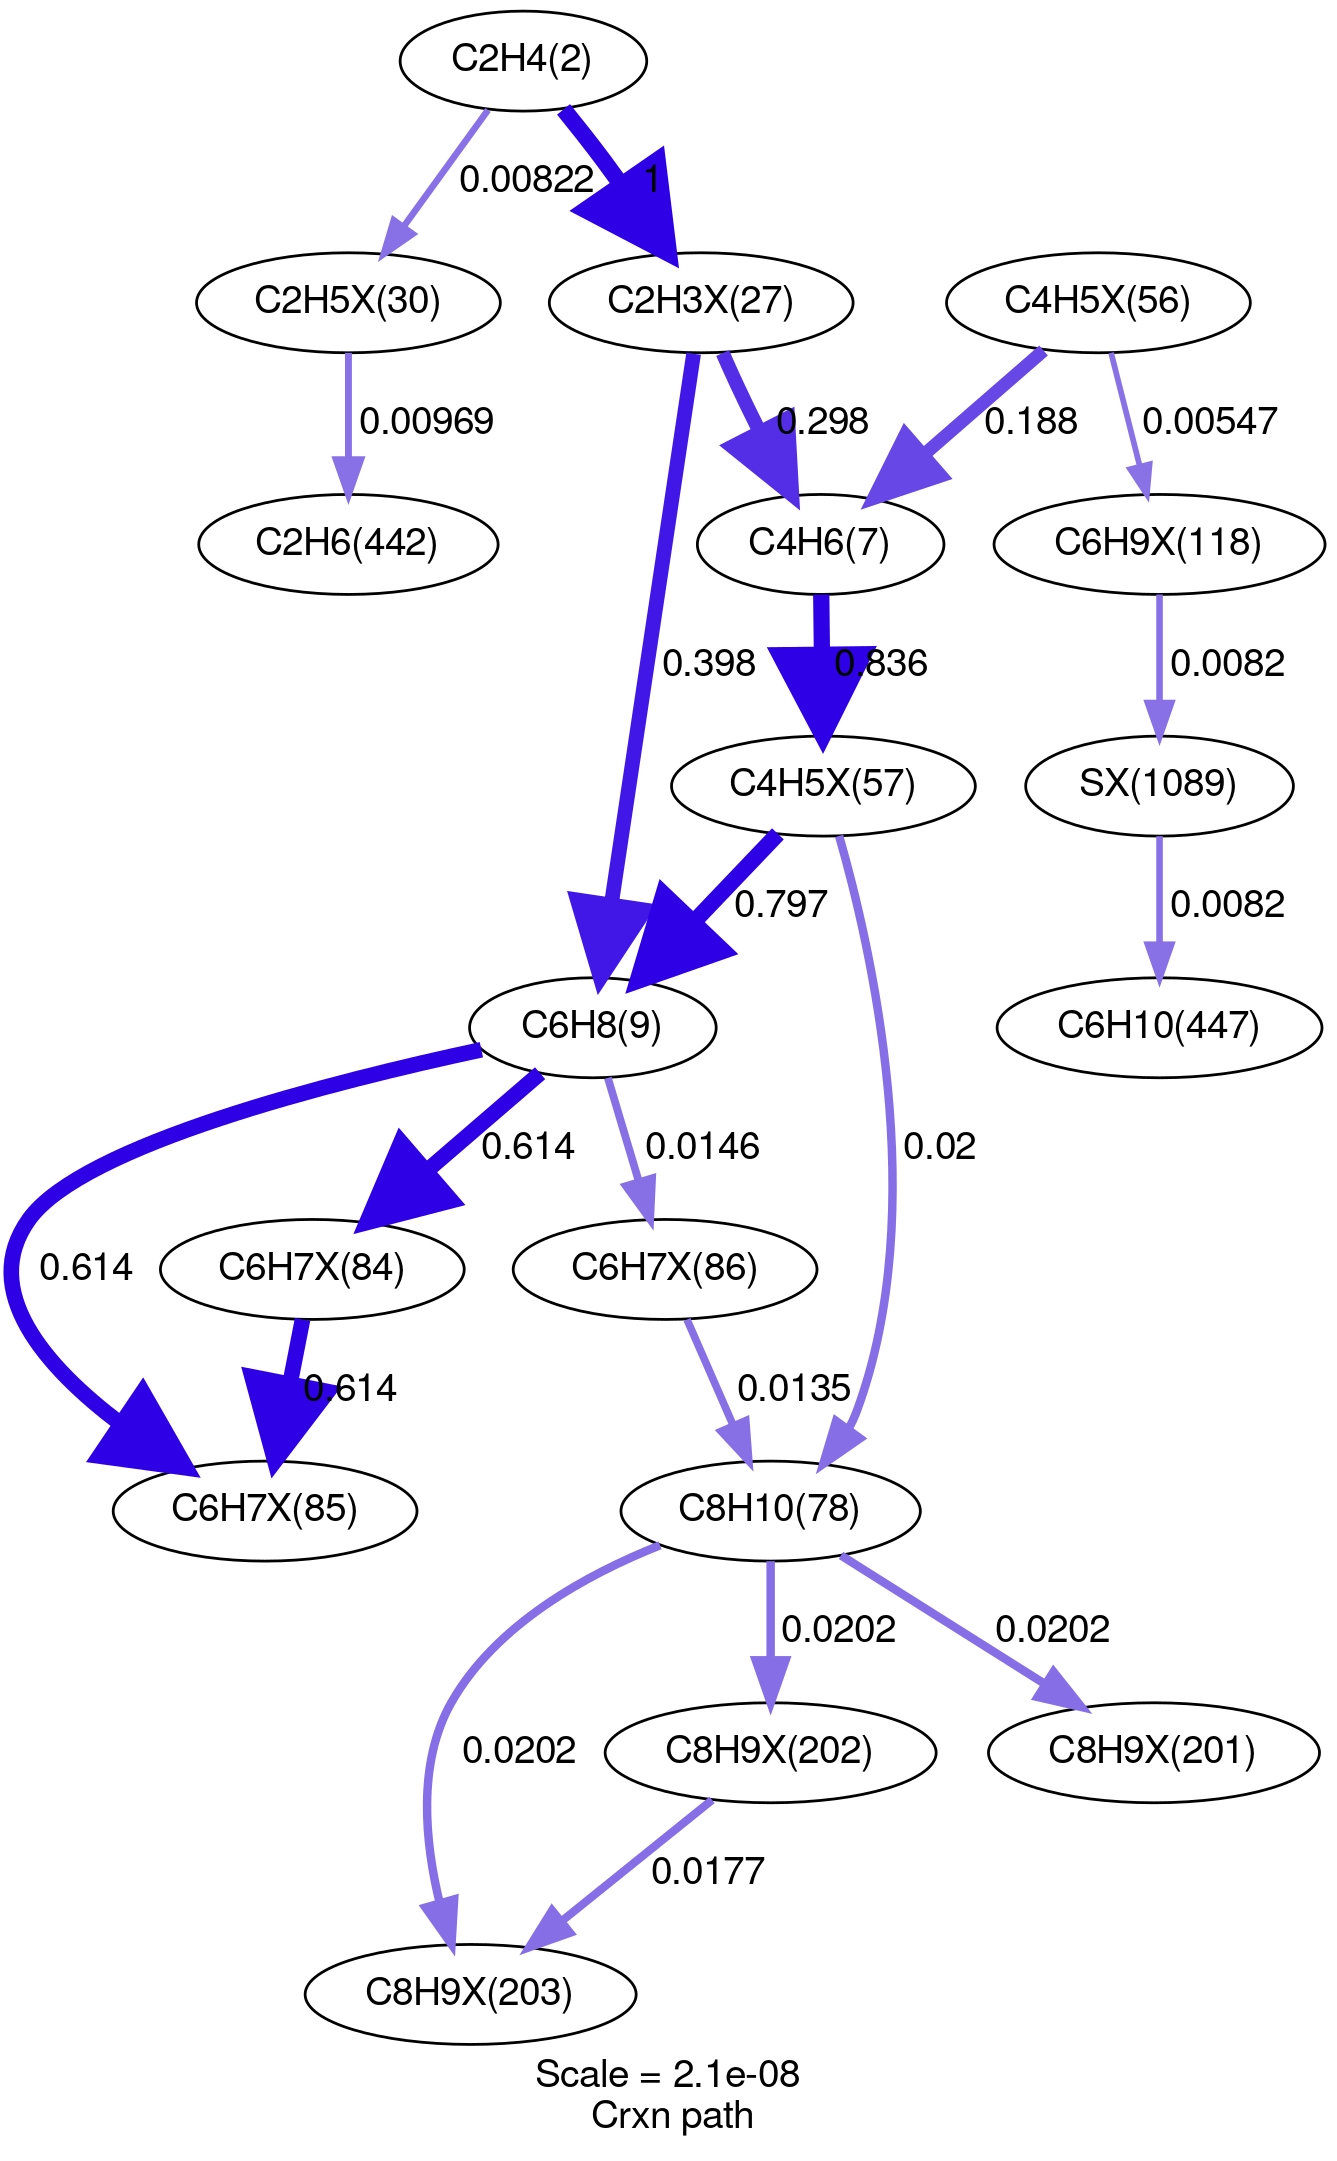 C2H4(2)
0.00822
1
C2H5X(30)
C2H3X(27)
C4H5X(56)
0.00969
0.298
0.188
0.00547
C2H6(442)
C4H6(7)
C6H9X(118)
0.398
0.836
0.0082
C4H5X(57)
SX(1089)
0.797
0.0082
C6H8(9)
C6H10(447)
0.614
0.0146
0.02
0.614
C6H7X(84)
C6H7X(86)
0.614
0.0135
C6H7X(85)
C8H10(78)
0.0202
0.0202
0.0202
C8H9X(202)
C8H9X(201)
0.0177
C8H9X(203)
Scale = 2.1e-08
Crxn path